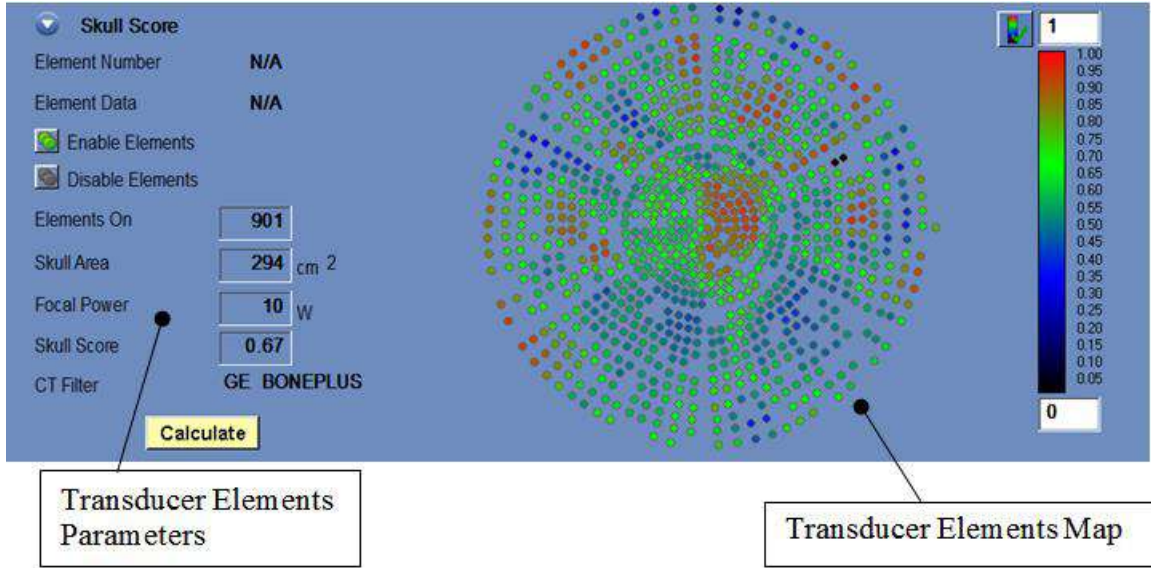 Skull Score
Element Number N/A
Element Data N/A
Enable Elements
Disable Elements
Elements On 901
Skull Area 294 cm 2
Focal Power 10 W
Skull Score 0.67
CT Filter GE BONEPLUS
Calculate
1
1.00
0.95
0.90
0.85
0.80
0.75
0.70
0.65
0.60
0.55
0.50
0.45
0.40
0.35
0.30
0.25
0.20
0.15
0.10
0.05
0
Transducer Elements
Parameters
Transducer Elements Map